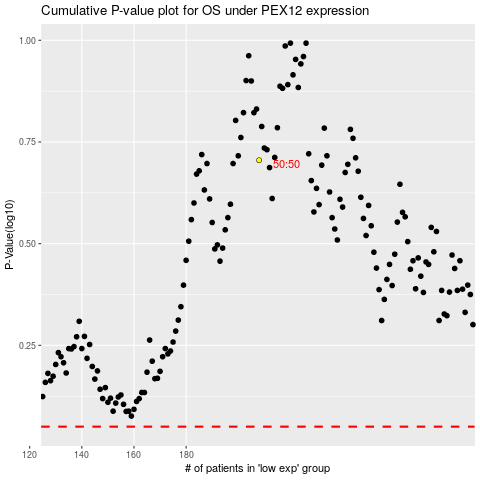 Cumulative P-value plot for OS under PEX12 expression
1.00
0.75
50:50
0.50
0.25
P-Value(log10)
120 140 160 180
# of patients in 'low exp' group